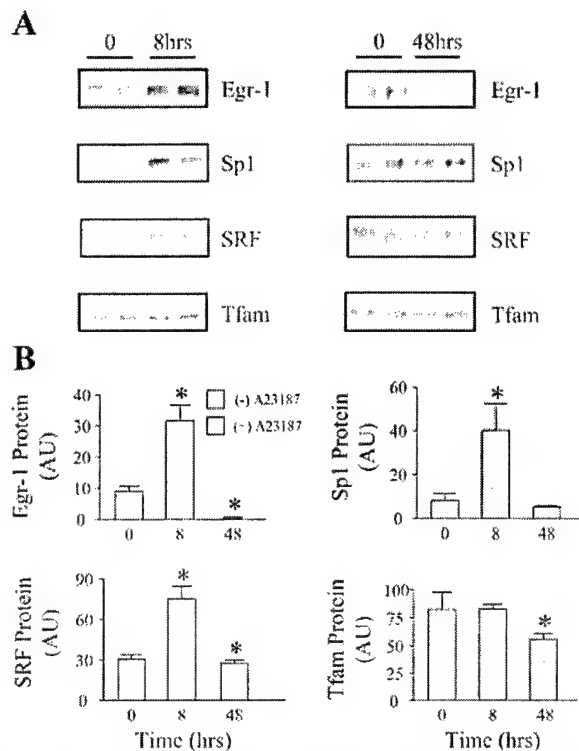 A
0 8hrs
0 48hrs
Egr-1
Egr-1
Sp1
Sp1
SRF
SRF
Tfam
Tfam
B
Egr-1 Protein
(AU)
40
30
20
10
0
*
*
(-) A23187
(-) A23187
0 8 48
Sp1 Protein
(AU)
60
40
20
0
*
0 8 48
SRF Protein
(AU)
90
60
30
0
*
*
0 8 48
Time (hrs)
Tfam Protein
(AU)
100
75
50
25
0
*
0 8 48
Time (hrs)